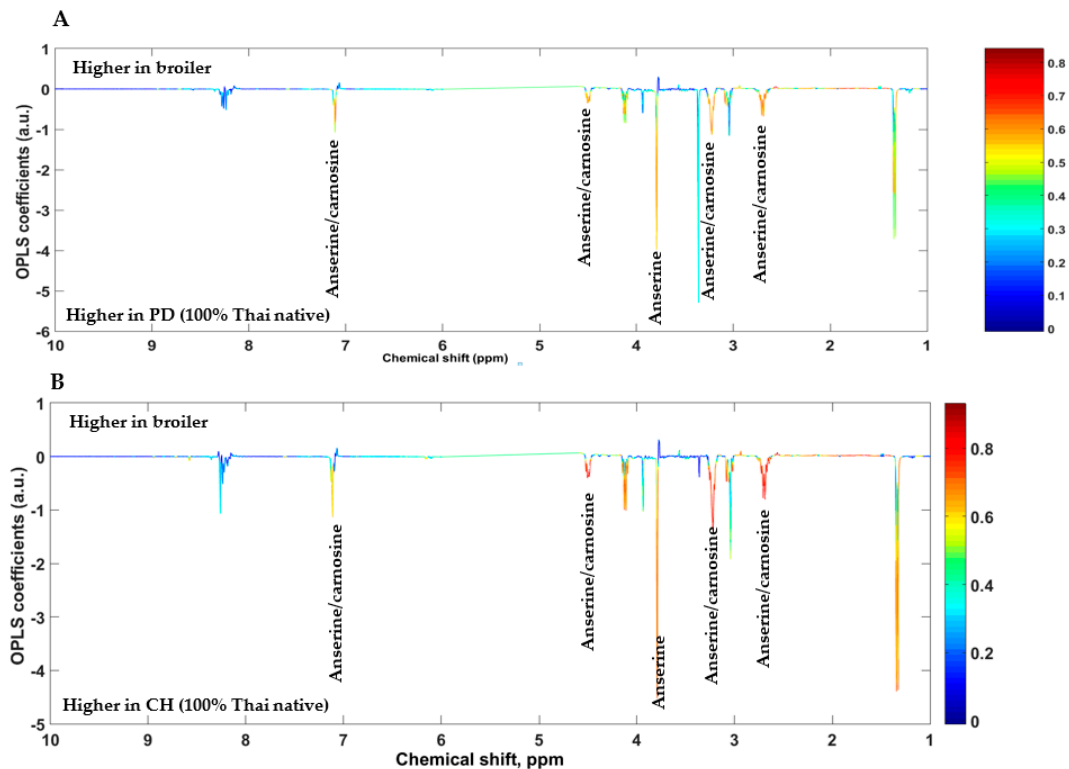 A
Higher in broiler
Higher in PD (100% Thai native)
OPLS coefficients (a.u.)
1
0
-1
-2
-3
-4
-5
-6
Anserine/carnosine
Anserine/carnosine
Anserine
Anserine/carnosine
Anserine/carnosine
10
9
8
7
6
5
4
3
2
1
Chemical shift (ppm)
0.8
0.7
0.6
0.5
0.4
0.3
0.2
0.1
0
B
Higher in broiler
Higher in CH (100% Thai native)
OPLS coefficients (a.u.)
1
0
-1
-2
-3
-4
-5
Anserine/carnosine
Anserine/carnosine
Anserine
Anserine/carnosine
Anserine/carnosine
10
9
8
7
6
5
4
3
2
1
Chemical shift, ppm
0.8
0.6
0.4
0.2
0